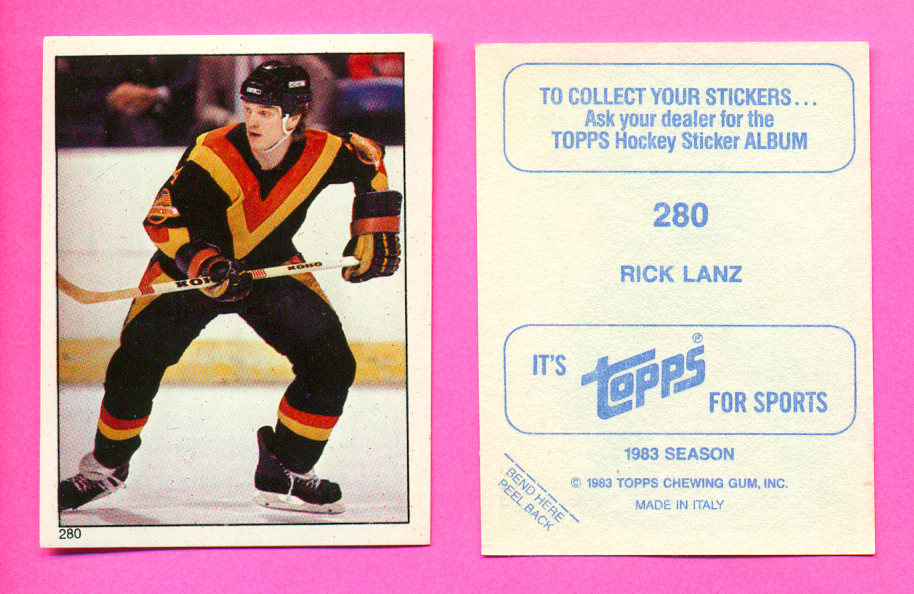 KOHO
KOHO
280
TO COLLECT YOUR STICKERS...
Ask your dealer for the
TOPPS Hockey Sticker ALBUM
280
RICK LANZ
IT'S topps® FOR SPORTS
1983 SEASON
© 1983 TOPPS CHEWING GUM, INC.
MADE IN ITALY
BEND HERE
PEEL BACK